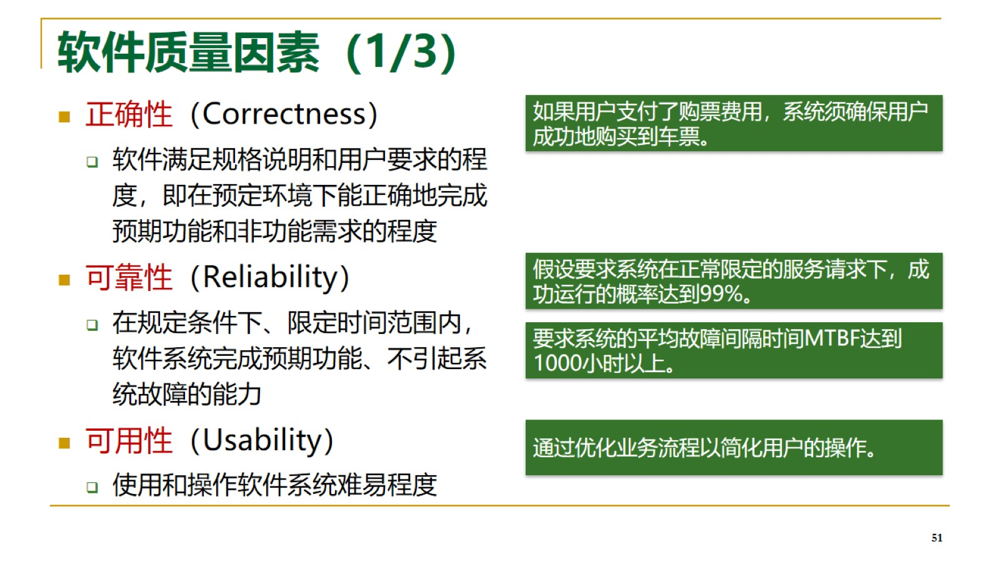 软件质量因素（1/3）
正确性（Correctness）
软件满足规格说明和用户要求的程
度，即在预定环境下能正确地完成
预期功能和非功能需求的程度
如果用户支付了购票费用，系统须确保用户
成功地购买到车票。
可靠性（Reliability）
在规定条件下、限定时间范围内，
软件系统完成预期功能、不引起系
统故障的能力
假设要求系统在正常限定的服务请求下，成
功运行的概率达到99%。
要求系统的平均故障间隔时间MTBF达到
1000小时以上。
可用性（Usability）
使用和操作软件系统难易程度
通过优化业务流程以简化用户的操作。
51